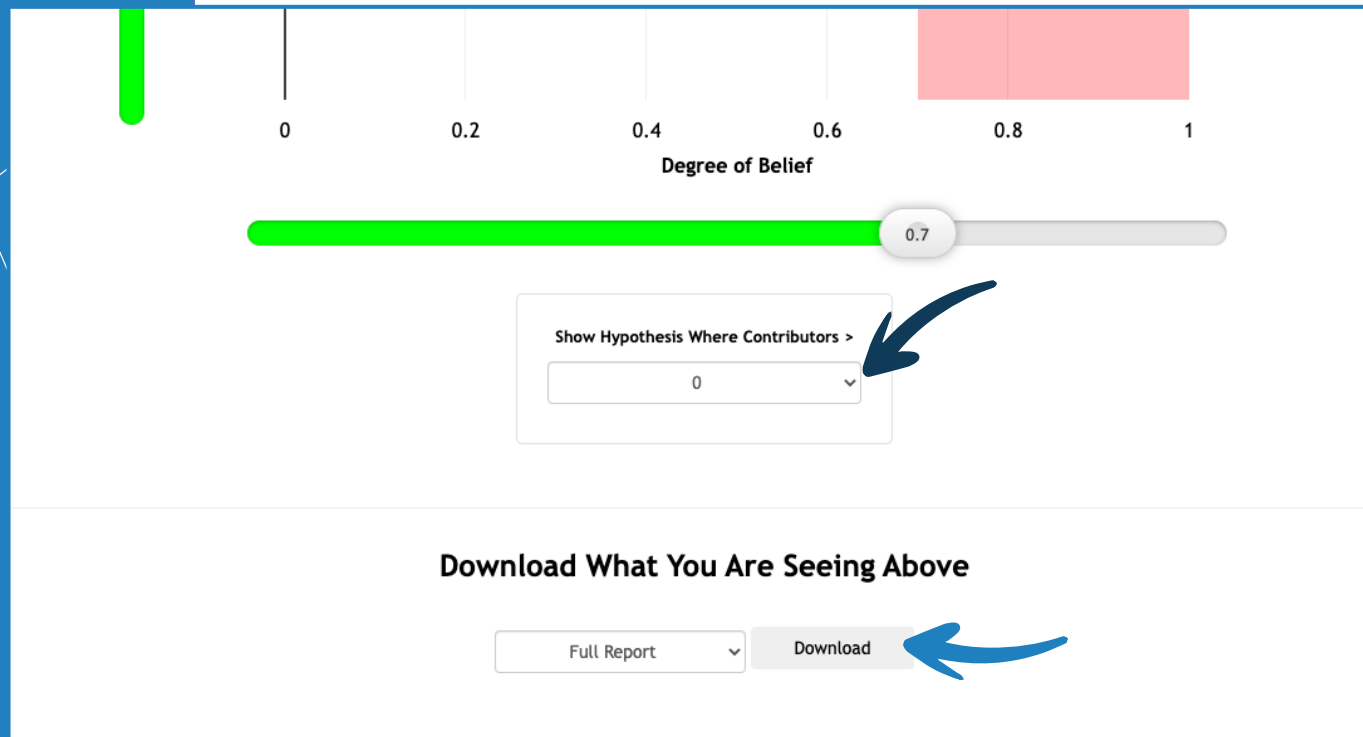 0 0.2 0.4 0.6 0.8 1
Degree of Belief
0.7
Show Hypothesis Where Contributors >
0
Download What You Are Seeing Above
Full Report Download